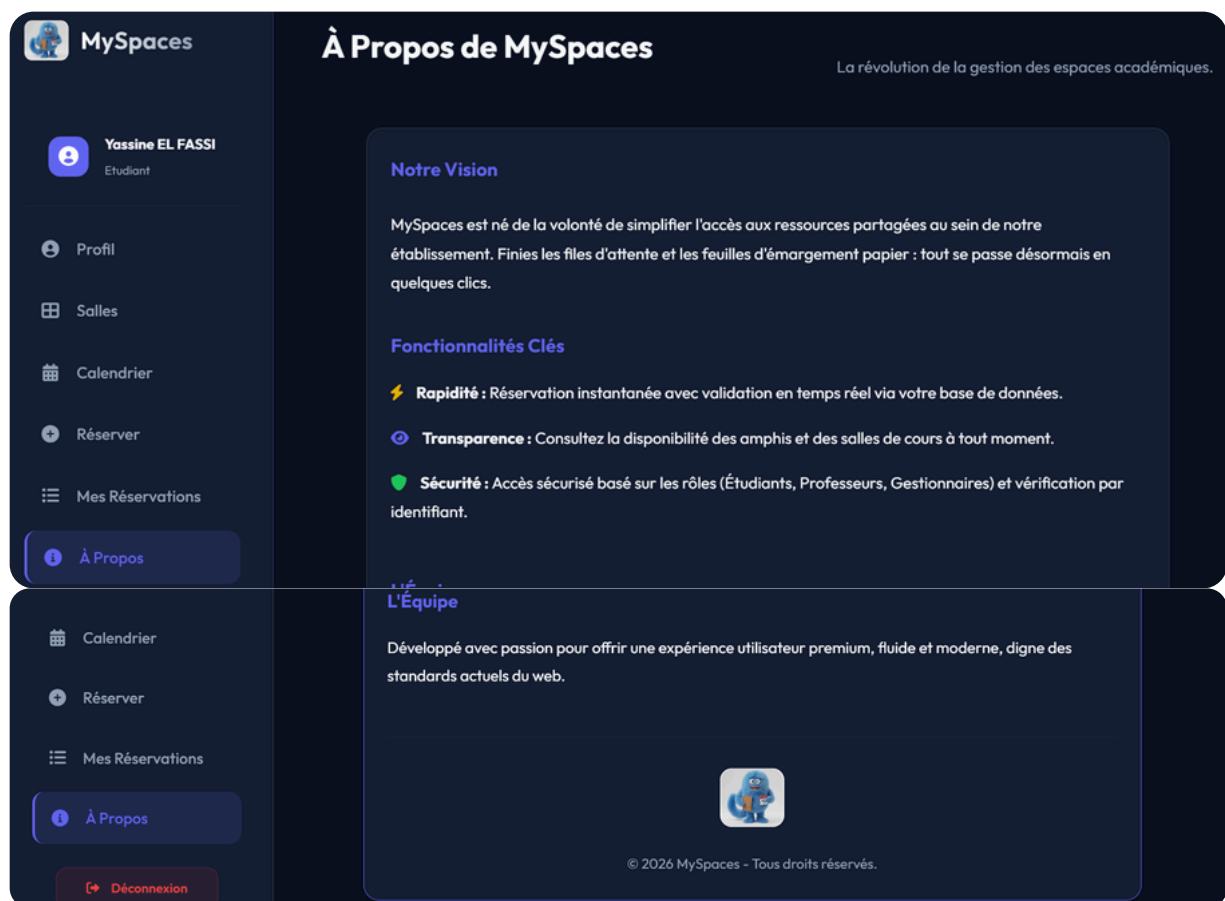 MySpaces
À Propos de MySpaces
La révolution de la gestion des espaces académiques.
Yassine EL FASSI
Etudiant
Profil
Salles
Calendrier
Réserver
Mes Réservations
À Propos
Notre Vision
MySpaces est né de la volonté de simplifier l'accès aux ressources partagées au sein de notre
établissement. Finies les files d'attente et les feuilles d'émargement papier : tout se passe désormais en
quelques clics.
Fonctionnalités Clés
Rapidité : Réservation instantanée avec validation en temps réel via votre base de données.
Transparence : Consultez la disponibilité des amphis et des salles de cours à tout moment.
Sécurité : Accès sécurisé basé sur les rôles (Étudiants, Professeurs, Gestionnaires) et vérification par
identifiant.
Calendrier
Réserver
Mes Réservations
À Propos
Déconnexion
L'Équipe
Développé avec passion pour offrir une expérience utilisateur premium, fluide et moderne, digne des
standards actuels du web.
© 2026 MySpaces - Tous droits réservés.